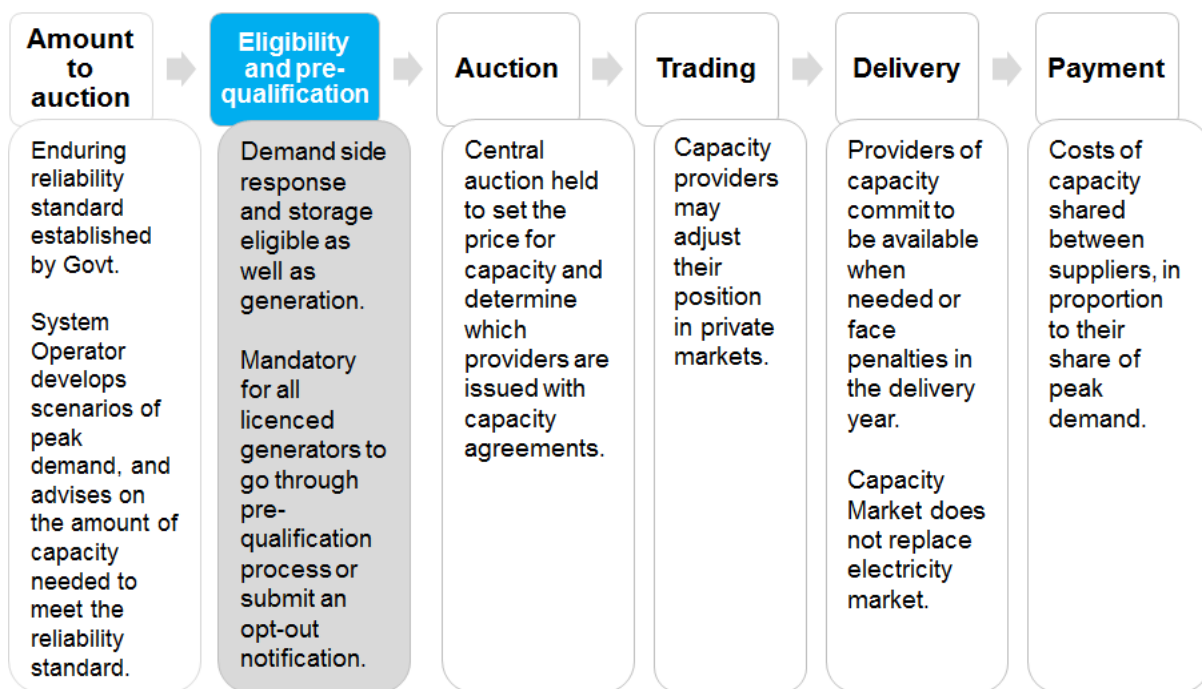 Amount
to
auction
Enduring
reliability
standard
established
by Govt.
System
Operator
develops
scenarios of
peak
demand, and
advises on
the amount of
capacity
needed to
meet the
reliability
standard.
Eligibility
and pre-
qualification
Demand side
response
and storage
eligible as
well as
generation.
Mandatory
for all
licenced
generators to
go through
pre-
qualification
process or
submit an
opt-out
notification.
Auction
Central
auction held
to set the
price for
capacity and
determine
which
providers are
issued with
capacity
agreements.
Trading
Capacity
providers
may
adjust
their
position
in private
markets.
Delivery
Providers of
capacity
commit to
be available
when
needed or
face
penalties in
the delivery
year.
Capacity
Market does
not replace
electricity
market.
Payment
Costs of
capacity
shared
between
suppliers, in
proportion
to their
share of
peak
demand.